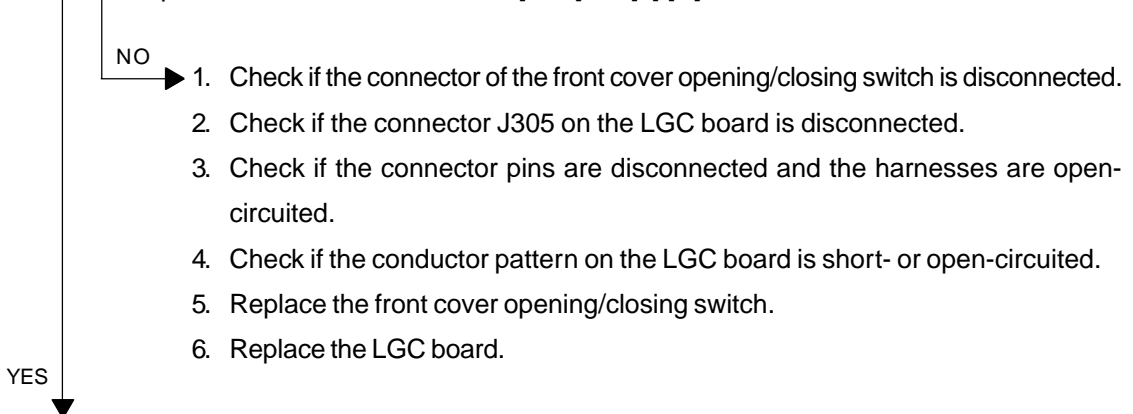 NO
1. Check if the connector of the front cover opening/closing switch is disconnected.
2. Check if the connector J305 on the LGC board is disconnected.
3. Check if the connector pins are disconnected and the harnesses are open-
circuited.
4. Check if the conductor pattern on the LGC board is short- or open-circuited.
5. Replace the front cover opening/closing switch.
6. Replace the LGC board.
YES